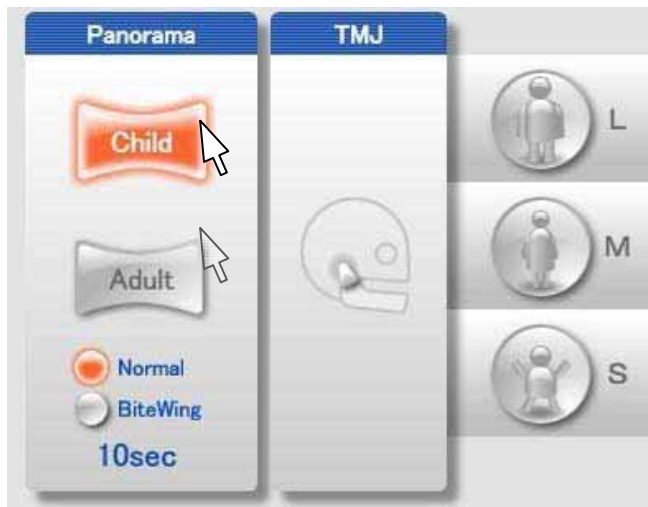 Panorama
TMJ
Child
L
Adult
M
Normal
BiteWing
S
10sec